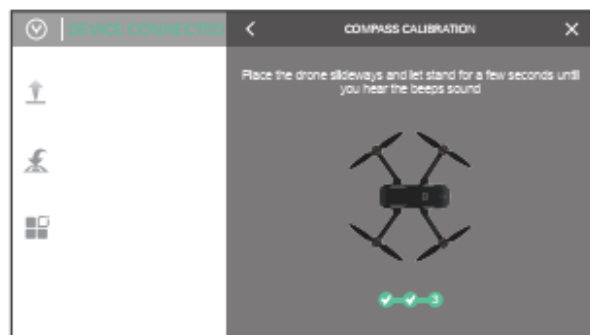 DEVICE CONNECTED
COMPASS CALIBRATION
Place the drone slideways and let stand for a few seconds until
you hear the beeps sound
3